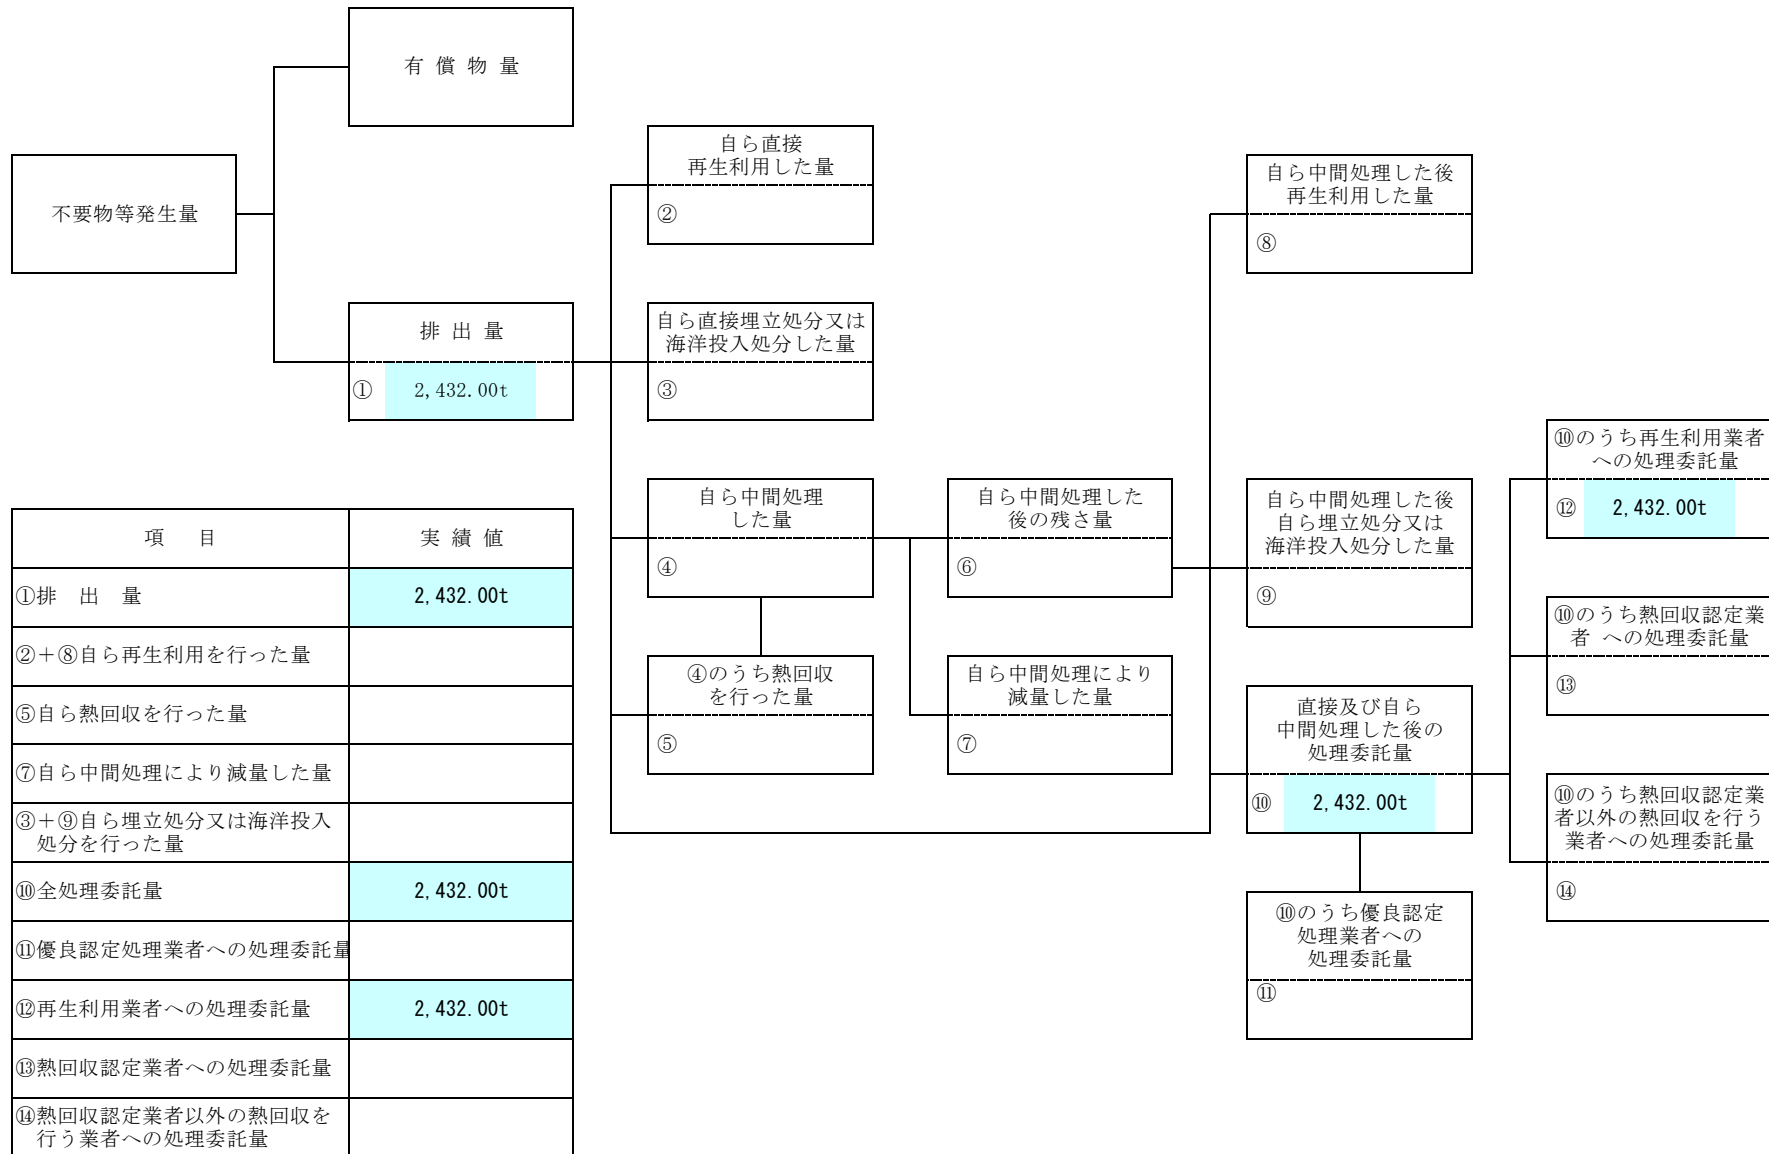 有 償 物 量
不要物等発生量
排 出 量
① 2,432.00t
自ら直接
再生利用した量
②
自ら直接埋立処分又は
海洋投入処分した量
③
自ら中間処理
した量
④
④のうち熱回収
を行った量
⑤
自ら中間処理した
後の残さ量
⑥
自ら中間処理により
減量した量
⑦
自ら中間処理した後
再生利用した量
⑧
自ら中間処理した後
自ら埋立処分又は
海洋投入処分した量
⑨
直接及び自ら
中間処理した後の
処理委託量
⑩ 2,432.00t
⑩のうち優良認定
処理業者への
処理委託量
⑪
⑩のうち再生利用業者
への処理委託量
⑫ 2,432.00t
⑩のうち熱回収認定業
者 への処理委託量
⑬
⑩のうち熱回収認定業
者以外の熱回収を行う
業者への処理委託量
⑭
項 目 実 績 値
①排 出 量 2,432.00t
②+⑧自ら再生利用を行った量
⑤自ら熱回収を行った量
⑦自ら中間処理により減量した量
③+⑨自ら埋立処分又は海洋投入
処分を行った量
⑩全処理委託量 2,432.00t
⑪優良認定処理業者への処理委託量
⑫再生利用業者への処理委託量 2,432.00t
⑬熱回収認定業者への処理委託量
⑭熱回収認定業者以外の熱回収を
行う業者への処理委託量